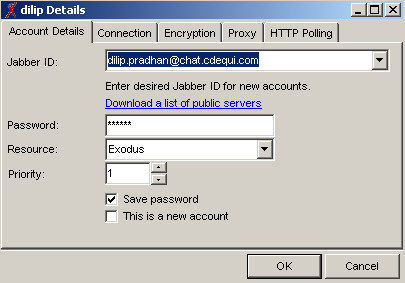 dilip Details
Account Details Connection Encryption Proxy HTTP Polling
Jabber ID: dilip.pradhan@chat.cdequi.com
Enter desired Jabber ID for new accounts.
Download a list of public servers
Password: ******
Resource: Exodus
Priority: 1
Save password
This is a new account
OK Cancel